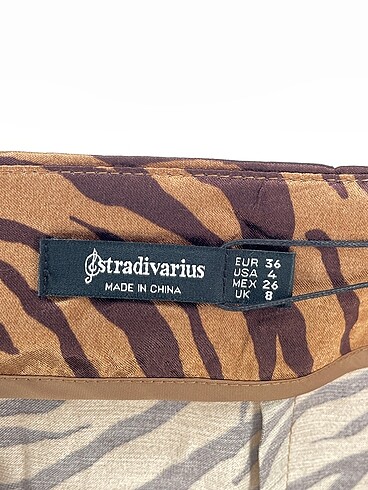 Stradivarius
MADE IN CHINA
EUR 36
USA 4
MEX 26
UK 8